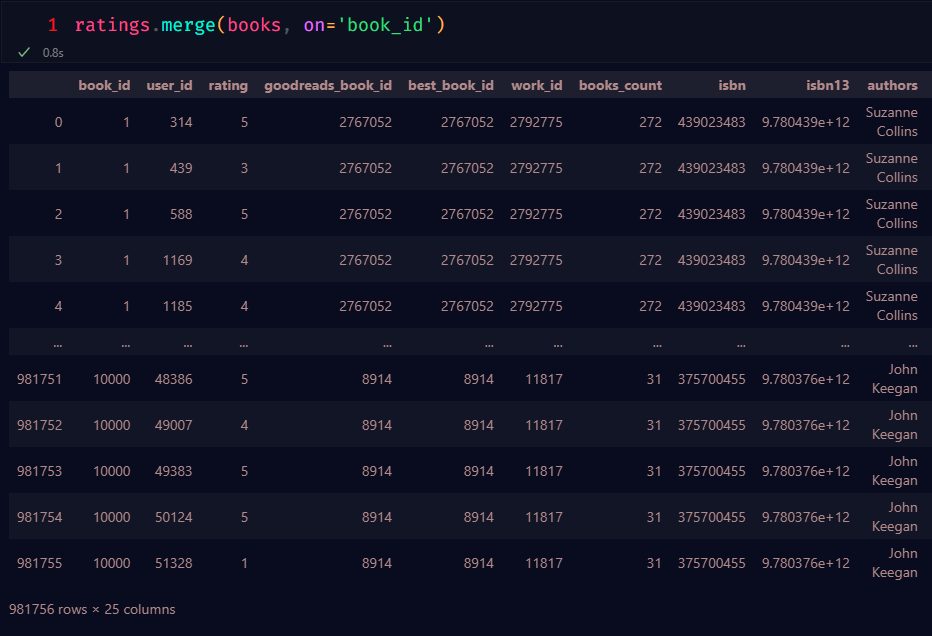 1 ratings.merge(books, on='book_id')
✓ 0.8s
book_id user_id rating goodreads_book_id best_book_id work_id books_count isbn isbn13 authors
0 1 314 5 2767052 2767052 2792775 272 439023483 9.780439e+12 Suzanne
Collins
1 1 439 3 2767052 2767052 2792775 272 439023483 9.780439e+12 Suzanne
Collins
2 1 588 5 2767052 2767052 2792775 272 439023483 9.780439e+12 Suzanne
Collins
3 1 1169 4 2767052 2767052 2792775 272 439023483 9.780439e+12 Suzanne
Collins
4 1 1185 4 2767052 2767052 2792775 272 439023483 9.780439e+12 Suzanne
Collins
... ... ... ... ... ... ... ... ... ... ...
981751 10000 48386 5 8914 8914 11817 31 375700455 9.780376e+12 John
Keegan
981752 10000 49007 4 8914 8914 11817 31 375700455 9.780376e+12 John
Keegan
981753 10000 49383 5 8914 8914 11817 31 375700455 9.780376e+12 John
Keegan
981754 10000 50124 5 8914 8914 11817 31 375700455 9.780376e+12 John
Keegan
981755 10000 51328 1 8914 8914 11817 31 375700455 9.780376e+12 John
Keegan
981756 rows × 25 columns